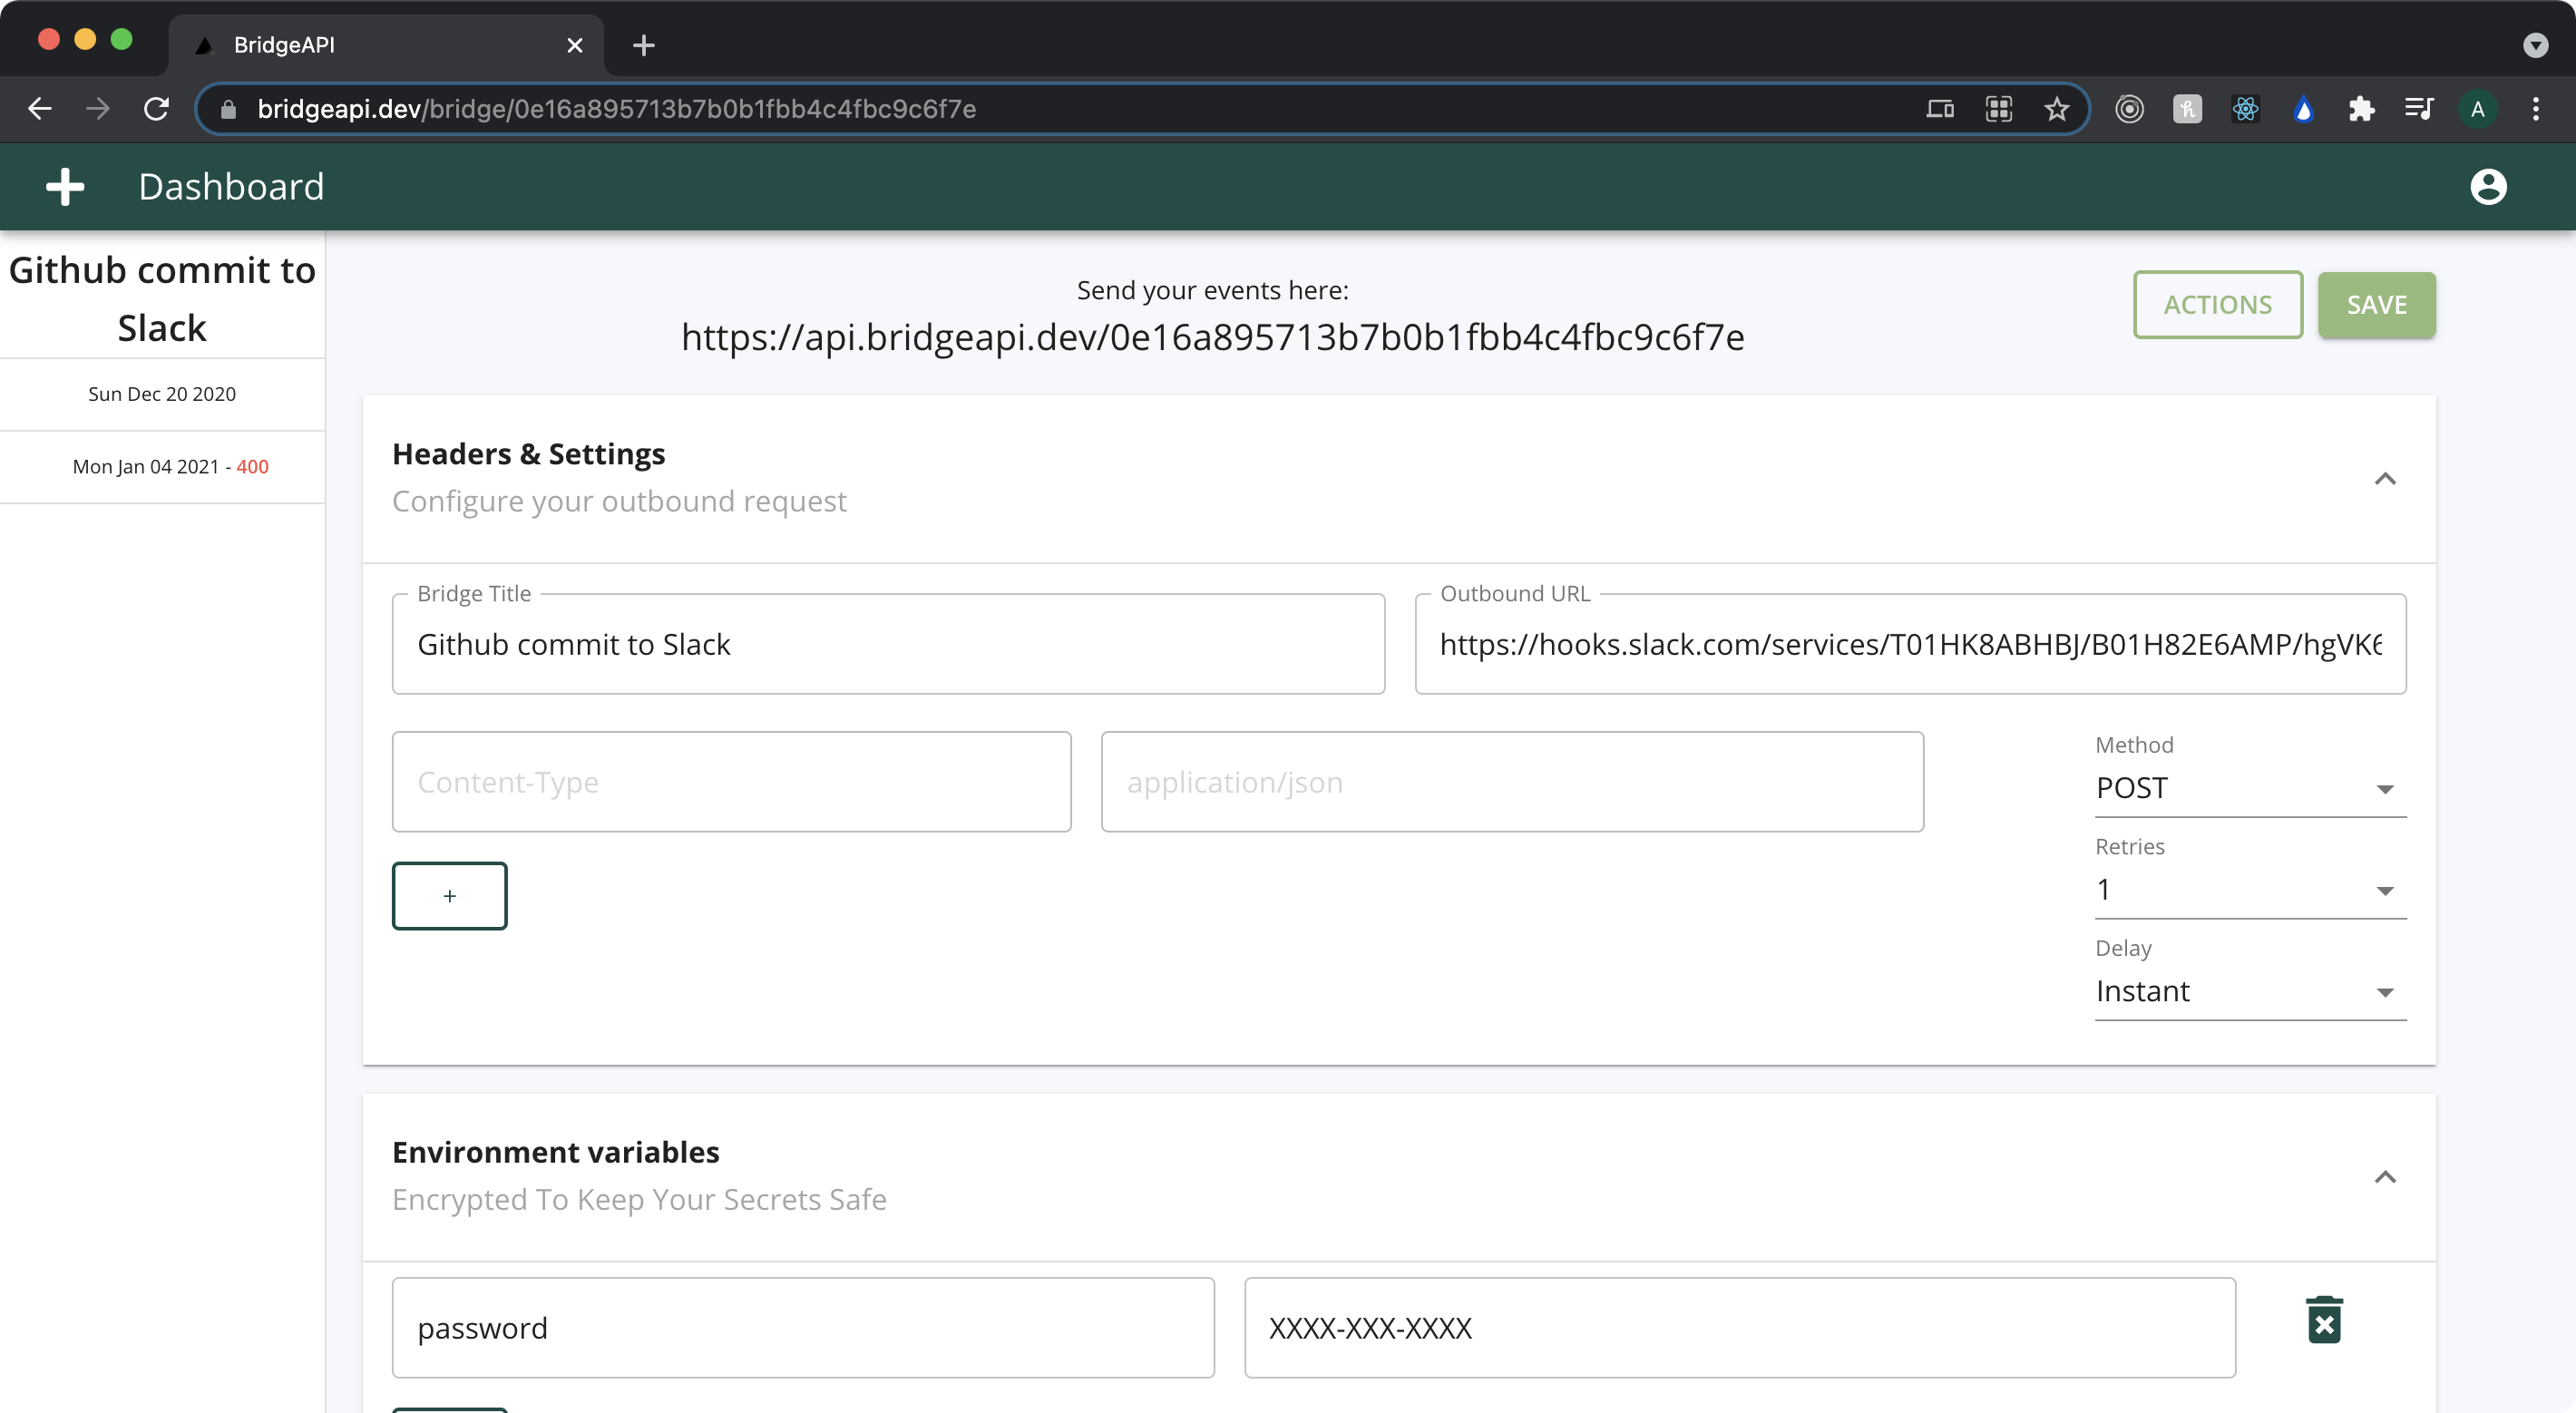 BridgeAPI
bridgeapi.dev/bridge/0e16a895713b7b0b1fbb4c4fbc9c6f7e
A
Dashboard
Github commit to
Slack
Sun Dec 20 2020
Mon Jan 04 2021 - 400
Send your events here:
https://api.bridgeapi.dev/0e16a895713b7b0b1fbb4c4fbc9c6f7e
ACTIONS
SAVE
Headers & Settings
Configure your outbound request
Bridge Title
Github commit to Slack
Outbound URL
https://hooks.slack.com/services/T01HK8ABHBJ/B01H82E6AMP/hgVK6
Content-Type
application/json
+
Method
POST
Retries
1
Delay
Instant
Environment variables
Encrypted To Keep Your Secrets Safe
password
XXXX-XXX-XXXX